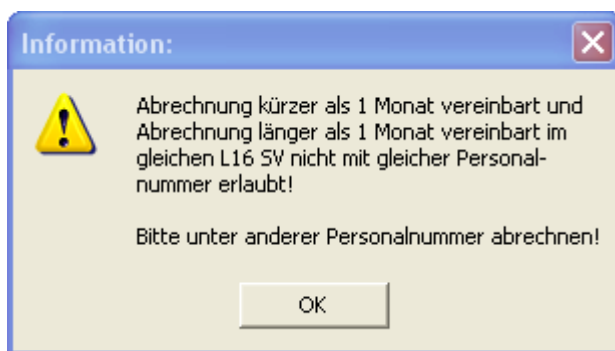 Information:
Abrechnung kürzer als 1 Monat vereinbart und
Abrechnung länger als 1 Monat vereinbart im
gleichen L16 SV nicht mit gleicher Personal-
nummer erlaubt!
Bitte unter anderer Personalnummer abrechnen!
OK